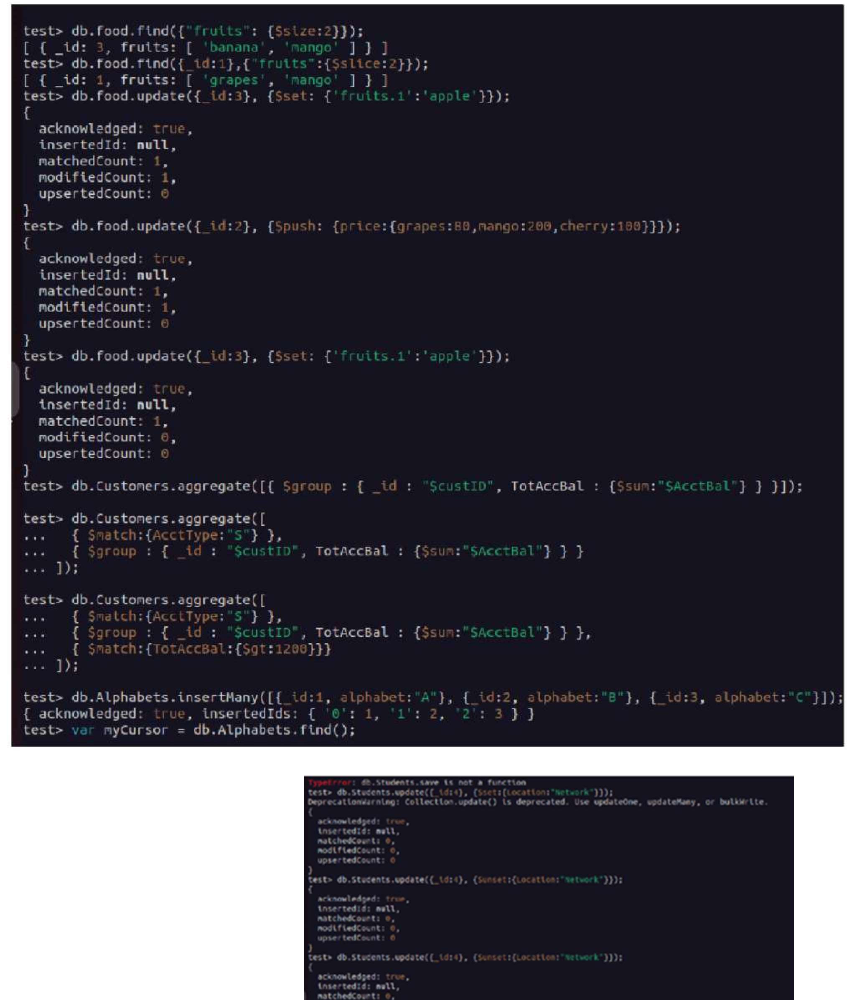 test> db.food.find({"fruits": {$size:2}});
[ { _id: 3, fruits: [ 'banana', 'mango' ] } ]
test> db.food.find({_id:1},{"fruits":{$slice:2}});
[ { _id: 1, fruits: [ 'grapes', 'mango' ] } ]
test> db.food.update({_id:3}, {$set: {'fruits.1':'apple'}});
{
  acknowledged: true,
  insertedId: null,
  matchedCount: 1,
  modifiedCount: 1,
  upsertedCount: 0
}
test> db.food.update({_id:2}, {$push: {price:{grapes:80,mango:200,cherry:100}}});
{
  acknowledged: true,
  insertedId: null,
  matchedCount: 1,
  modifiedCount: 1,
  upsertedCount: 0
}
test> db.food.update({_id:3}, {$set: {'fruits.1':'apple'}});
{
  acknowledged: true,
  insertedId: null,
  matchedCount: 1,
  modifiedCount: 0,
  upsertedCount: 0
}
test> db.Customers.aggregate([{ $group : { _id : "$custID", TotAccBal : {$sum:"$AcctBal"} } }]);
test> db.Customers.aggregate([
...    { $match:{AcctType:"S"} },
...    { $group : { _id : "$custID", TotAccBal : {$sum:"$AcctBal"} } }
... ]);
test> db.Customers.aggregate([
...    { $match:{AcctType:"S"} },
...    { $group : { _id : "$custID", TotAccBal : {$sum:"$AcctBal"} } },
...    { $match:{TotAccBal:{$gt:1200}}}
... ]);
test> db.Alphabets.insertMany([{_id:1, alphabet:"A"}, {_id:2, alphabet:"B"}, {_id:3, alphabet:"C"}]);
{ acknowledged: true, insertedIds: { '0': 1, '1': 2, '2': 3 } }
test> var myCursor = db.Alphabets.find();
TypeError: db.Students.save is not a function
test> db.Students.update({_id:4}, {$set:{Location:"Network"}});
DeprecationWarning: Collection.update() is deprecated. Use updateOne, updateMany, or bulkWrite.
{
  acknowledged: true,
  insertedId: null,
  matchedCount: 0,
  modifiedCount: 0,
  upsertedCount: 0
}
test> db.Students.update({_id:4}, {$unset:{Location:"Network"}});
{
  acknowledged: true,
  insertedId: null,
  matchedCount: 0,
  modifiedCount: 0,
  upsertedCount: 0
}
test> db.Students.update({_id:4}, {$unset:{Location:"Network"}});
{
  acknowledged: true,
  insertedId: null,
  matchedCount: 0,